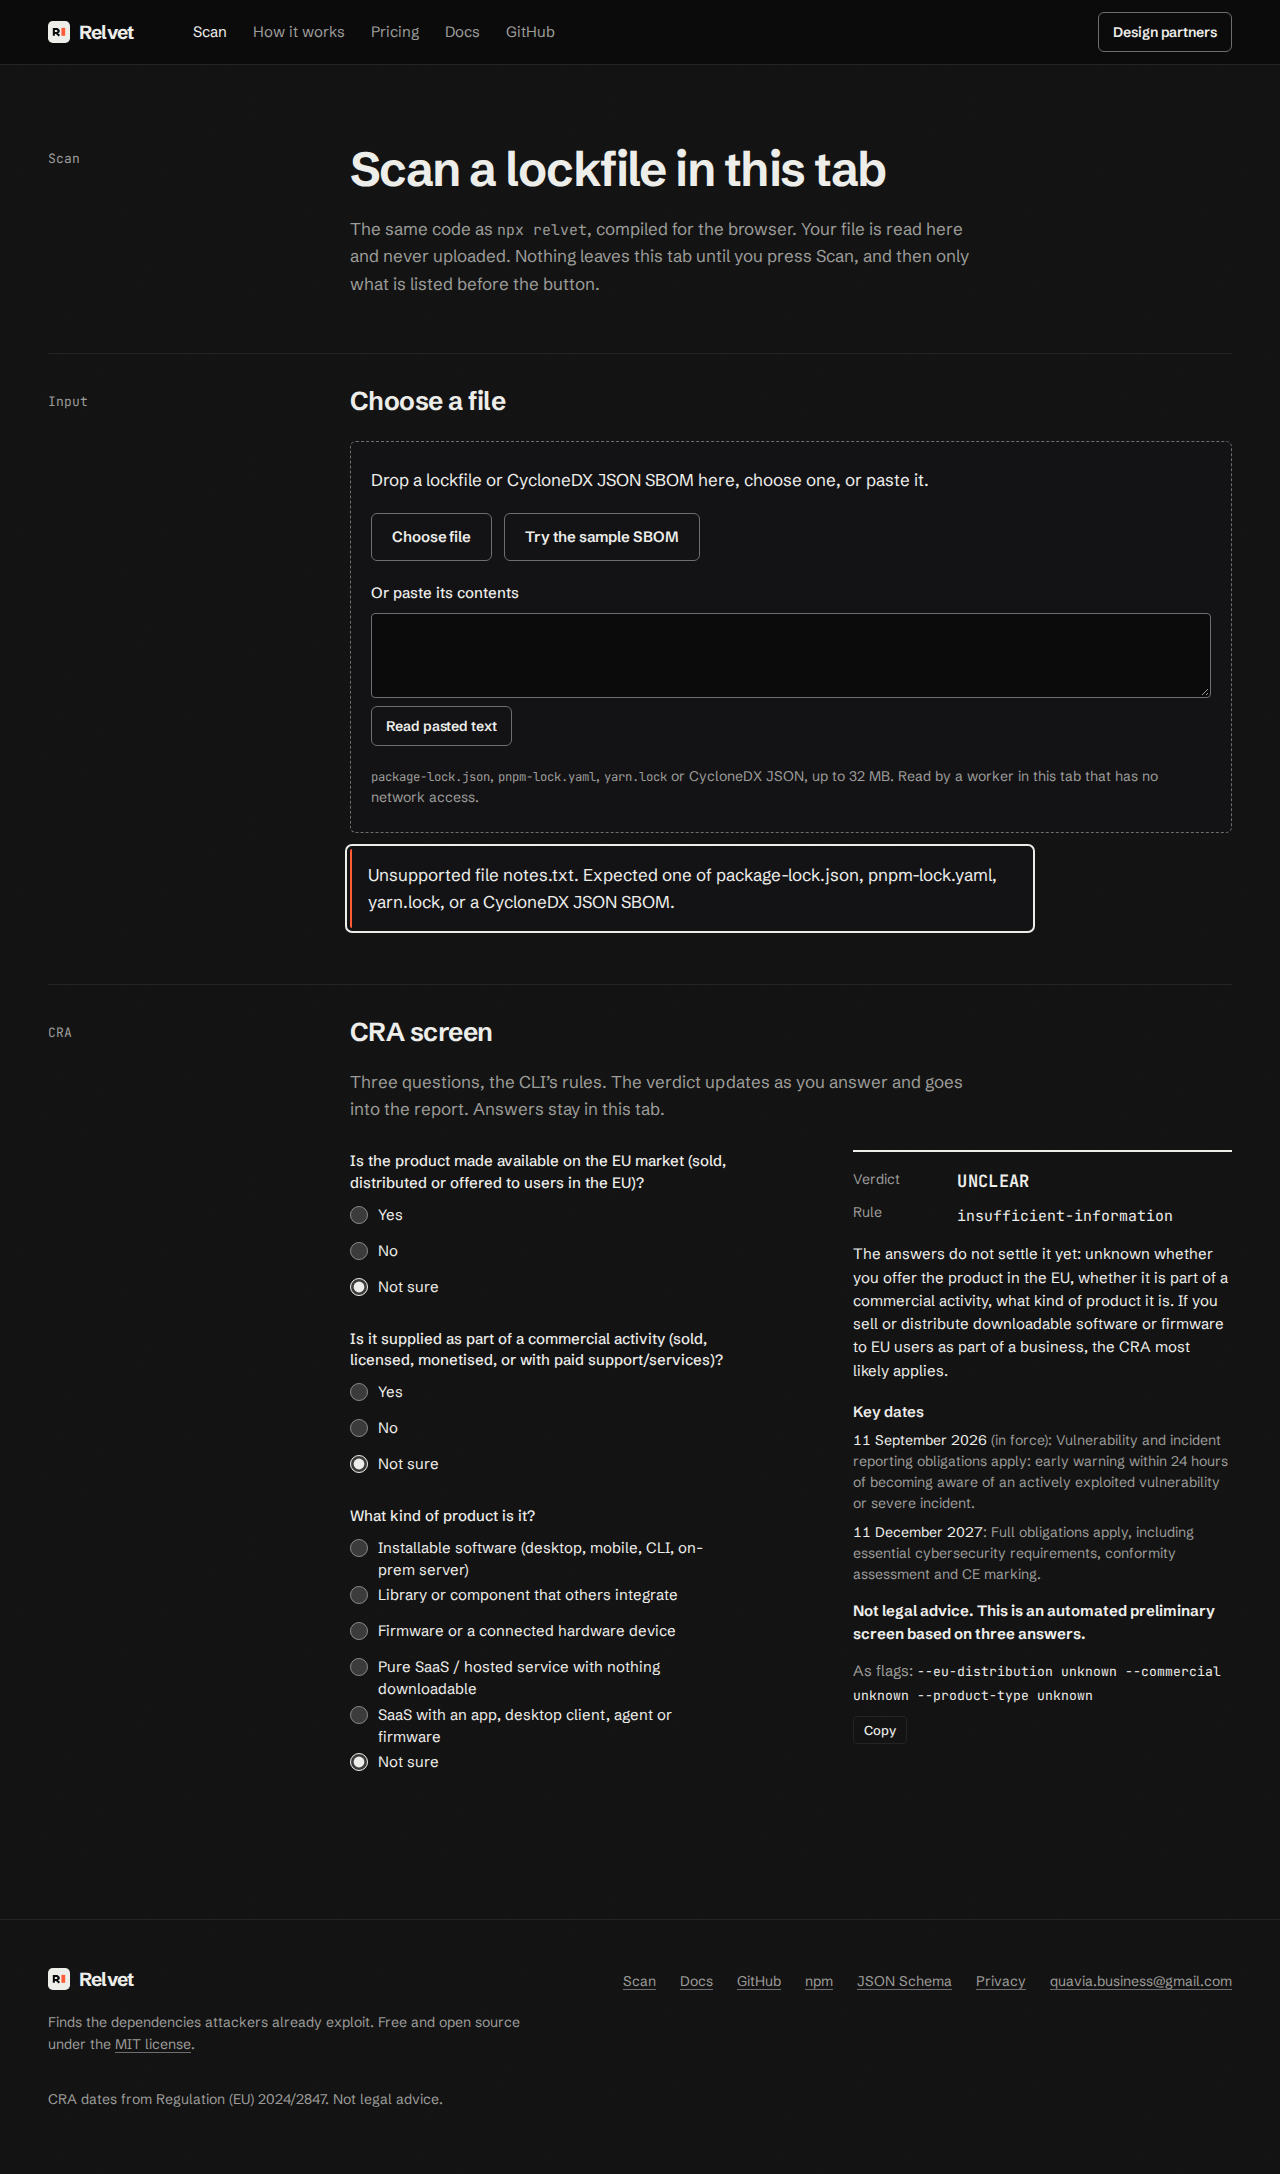 Relvet
Scan
How it works
Pricing
Docs
GitHub
Design partners
Scan
Scan a lockfile in this tab
The same code as npx relvet, compiled for the browser. Your file is read here
and never uploaded. Nothing leaves this tab until you press Scan, and then only
what is listed before the button.
Input
Choose a file
Drop a lockfile or CycloneDX JSON SBOM here, choose one, or paste it.
Choose file
Try the sample SBOM
Or paste its contents
Read pasted text
package-lock.json, pnpm-lock.yaml, yarn.lock or CycloneDX JSON, up to 32 MB. Read by a worker in this tab that has no
network access.
Unsupported file notes.txt. Expected one of package-lock.json, pnpm-lock.yaml,
yarn.lock, or a CycloneDX JSON SBOM.
CRA
CRA screen
Three questions, the CLI’s rules. The verdict updates as you answer and goes
into the report. Answers stay in this tab.
Is the product made available on the EU market (sold,
distributed or offered to users in the EU)?
Yes
No
Not sure
Is it supplied as part of a commercial activity (sold,
licensed, monetised, or with paid support/services)?
Yes
No
Not sure
What kind of product is it?
Installable software (desktop, mobile, CLI, on-
prem server)
Library or component that others integrate
Firmware or a connected hardware device
Pure SaaS / hosted service with nothing
downloadable
SaaS with an app, desktop client, agent or
firmware
Not sure
Verdict UNCLEAR
Rule insufficient-information
The answers do not settle it yet: unknown whether
you offer the product in the EU, whether it is part of a
commercial activity, what kind of product it is. If you
sell or distribute downloadable software or firmware
to EU users as part of a business, the CRA most
likely applies.
Key dates
11 September 2026 (in force): Vulnerability and incident
reporting obligations apply: early warning within 24 hours
of becoming aware of an actively exploited vulnerability
or severe incident.
11 December 2027: Full obligations apply, including
essential cybersecurity requirements, conformity
assessment and CE marking.
Not legal advice. This is an automated preliminary
screen based on three answers.
As flags: --eu-distribution unknown --commercial
unknown --product-type unknown
Copy
Relvet
Finds the dependencies attackers already exploit. Free and open source
under the MIT license.
CRA dates from Regulation (EU) 2024/2847. Not legal advice.
Scan
Docs
GitHub
npm
JSON Schema
Privacy
quavia.business@gmail.com